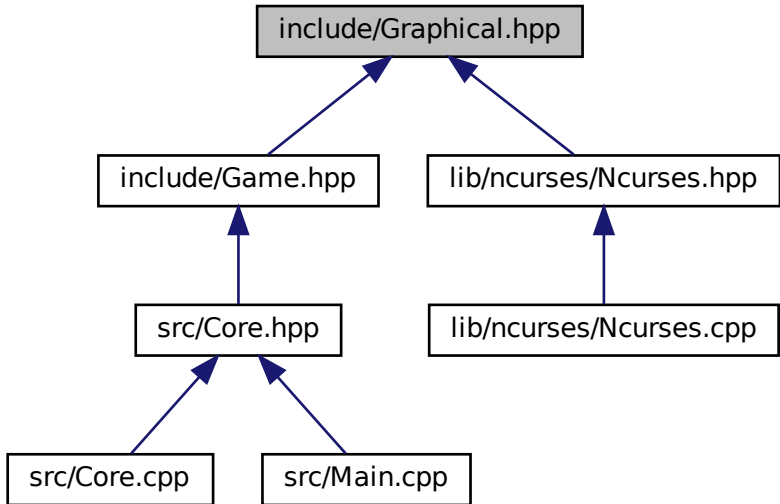 include/Graphical.hpp
include/Game.hpp
lib/ncurses/Ncurses.hpp
src/Core.hpp
lib/ncurses/Ncurses.cpp
src/Core.cpp
src/Main.cpp